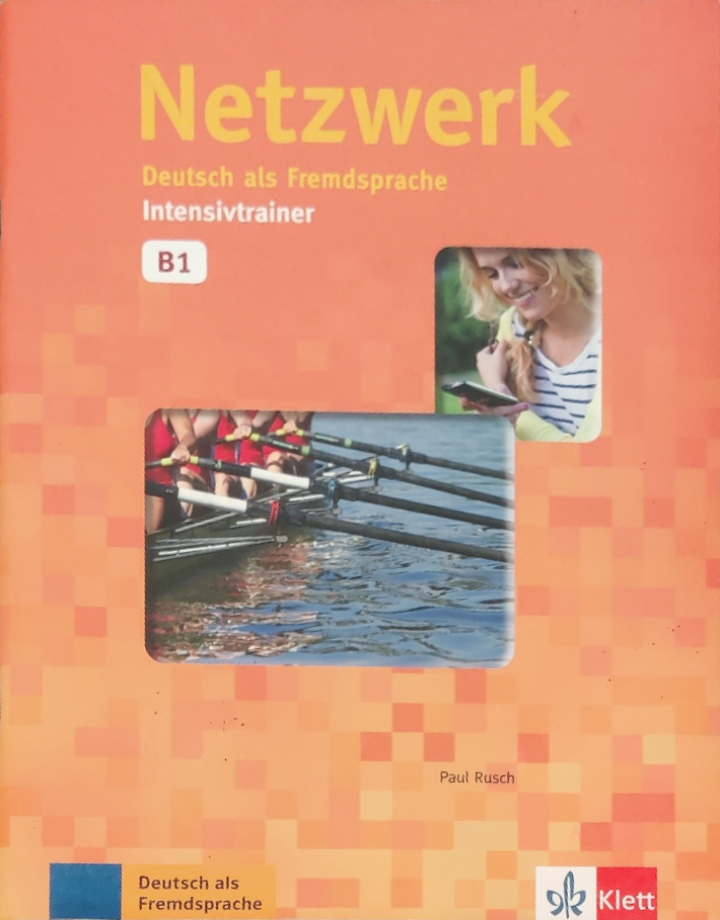 Netzwerk
Deutsch als Fremdsprache
Intensivtrainer
B1
Paul Rusch
Deutsch als
Fremdsprache
Klett